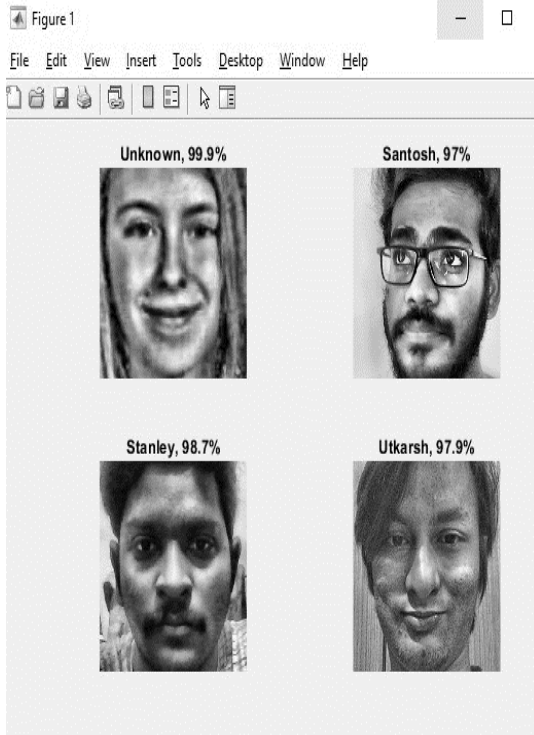 Figure 1
File Edit View Insert Tools Desktop Window Help
Unknown, 99.9%
Santosh, 97%
Stanley, 98.7%
Utkarsh, 97.9%